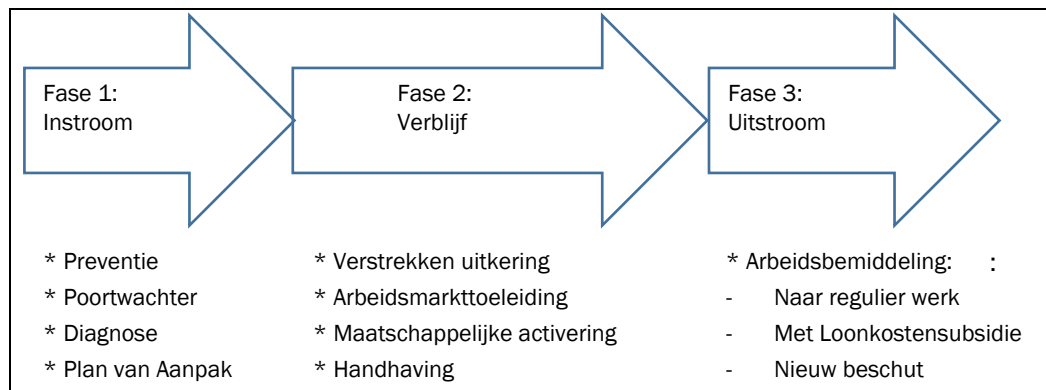 Fase 1:
Instroom
Fase 2:
Verblijf
Fase 3:
Uitstroom
* Preventie
* Poortwachter
* Diagnose
* Plan van Aanpak
* Verstrekken uitkering
* Arbeidsmarkttoeleiding
* Maatschappelijke activering
* Handhaving
* Arbeidsbemiddeling: :
- Naar regulier werk
- Met Loonkostensubsidie
- Nieuw beschut